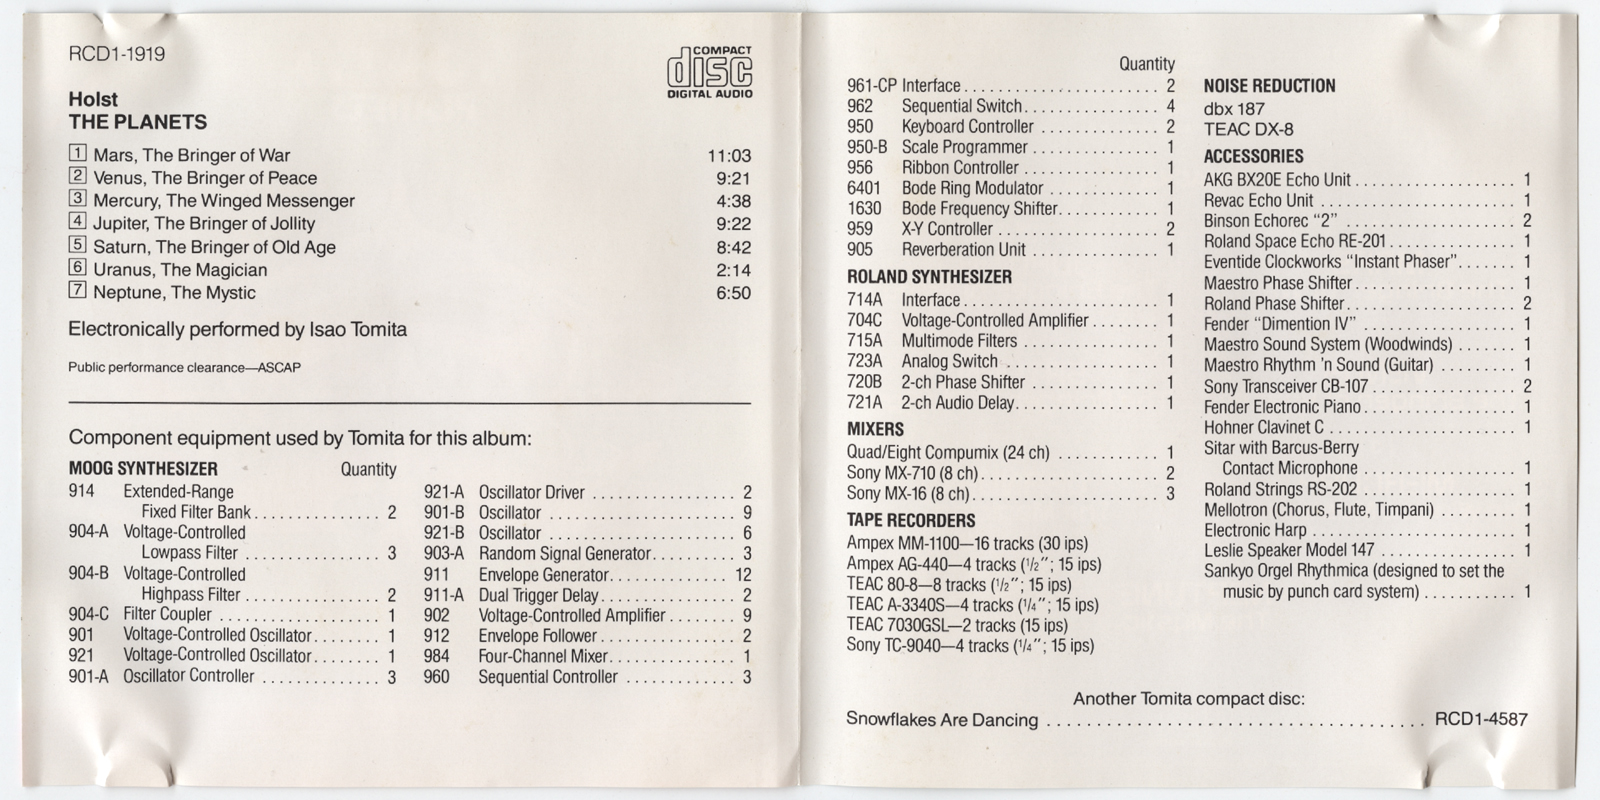 RCD1-1919
COMPACT
disc
DIGITAL AUDIO
Holst
THE PLANETS
1 Mars, The Bringer of War 11:03
2 Venus, The Bringer of Peace 9:21
3 Mercury, The Winged Messenger 4:38
4 Jupiter, The Bringer of Jollity 9:22
5 Saturn, The Bringer of Old Age 8:42
6 Uranus, The Magician 2:14
7 Neptune, The Mystic 6:50
Electronically performed by Isao Tomita
Public performance clearance—ASCAP
Component equipment used by Tomita for this album:
MOOG SYNTHESIZER Quantity
914 Extended-Range
Fixed Filter Bank 2
904-A Voltage-Controlled
Lowpass Filter 3
904-B Voltage-Controlled
Highpass Filter 2
904-C Filter Coupler 1
901 Voltage-Controlled Oscillator 1
921 Voltage-Controlled Oscillator 1
901-A Oscillator Controller 3
921-A Oscillator Driver 2
901-B Oscillator 9
921-B Oscillator 6
903-A Random Signal Generator 3
911 Envelope Generator 12
911-A Dual Trigger Delay 2
902 Voltage-Controlled Amplifier 9
912 Envelope Follower 2
984 Four-Channel Mixer 1
960 Sequential Controller 3
Quantity
961-CP Interface 2
962 Sequential Switch 4
950 Keyboard Controller 2
950-B Scale Programmer 1
956 Ribbon Controller 1
6401 Bode Ring Modulator 1
1630 Bode Frequency Shifter 1
959 X-Y Controller 2
905 Reverberation Unit 1
ROLAND SYNTHESIZER
714A Interface 1
704C Voltage-Controlled Amplifier 1
715A Multimode Filters 1
723A Analog Switch 1
720B 2-ch Phase Shifter 1
721A 2-ch Audio Delay 1
MIXERS
Quad/Eight Compumix (24 ch) 1
Sony MX-710 (8 ch) 2
Sony MX-16 (8 ch) 3
TAPE RECORDERS
Ampex MM-1100—16 tracks (30 ips)
Ampex AG-440—4 tracks (1/2″; 15 ips)
TEAC 80-8—8 tracks (1/2″; 15 ips)
TEAC A-3340S—4 tracks (1/4″; 15 ips)
TEAC 7030GSL—2 tracks (15 ips)
Sony TC-9040—4 tracks (1/4″; 15 ips)
NOISE REDUCTION
dbx 187
TEAC DX-8
ACCESSORIES
AKG BX20E Echo Unit 1
Revac Echo Unit 1
Binson Echorec “2” 2
Roland Space Echo RE-201 1
Eventide Clockworks “Instant Phaser” 1
Maestro Phase Shifter 1
Roland Phase Shifter 2
Fender “Dimention IV” 1
Maestro Sound System (Woodwinds) 1
Maestro Rhythm ’n Sound (Guitar) 1
Sony Transceiver CB-107 2
Fender Electronic Piano 1
Hohner Clavinet C 1
Sitar with Barcus-Berry
Contact Microphone 1
Roland Strings RS-202 1
Mellotron (Chorus, Flute, Timpani) 1
Electronic Harp 1
Leslie Speaker Model 147 1
Sankyo Orgel Rhythmica (designed to set the
music by punch card system) 1
Another Tomita compact disc:
Snowflakes Are Dancing RCD1-4587